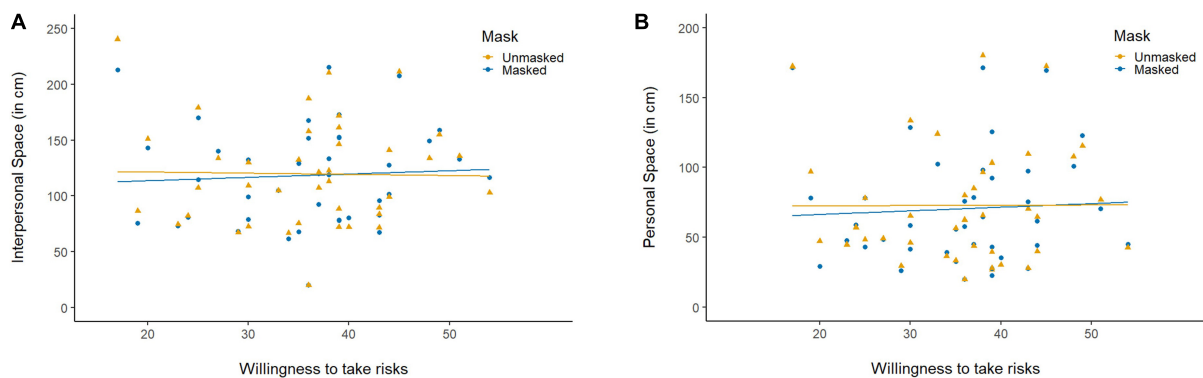 A
Mask
Unmasked
Masked
Interpersonal Space (in cm)
250
200
150
100
50
0
20
30
40
50
Willingness to take risks
B
Mask
Unmasked
Masked
Personal Space (in cm)
200
150
100
50
0
20
30
40
50
Willingness to take risks